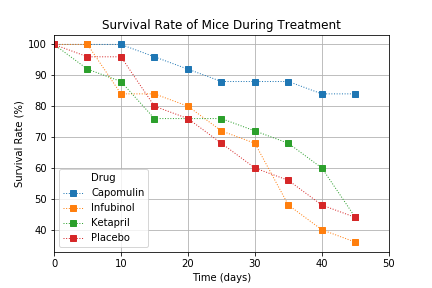 Survival Rate of Mice During Treatment
100
90
80
70
60
50
40
Survival Rate (%)
Drug
Capomulin
Infubinol
Ketapril
Placebo
0 10 20 30 40 50
Time (days)